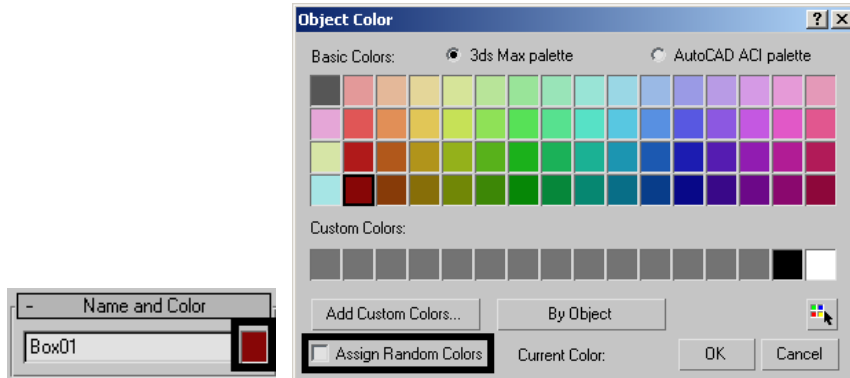 Object Color
Basic Colors: 3ds Max palette AutoCAD ACI palette
Custom Colors:
Add Custom Colors... By Object
Assign Random Colors Current Color: OK Cancel
- Name and Color
Box01